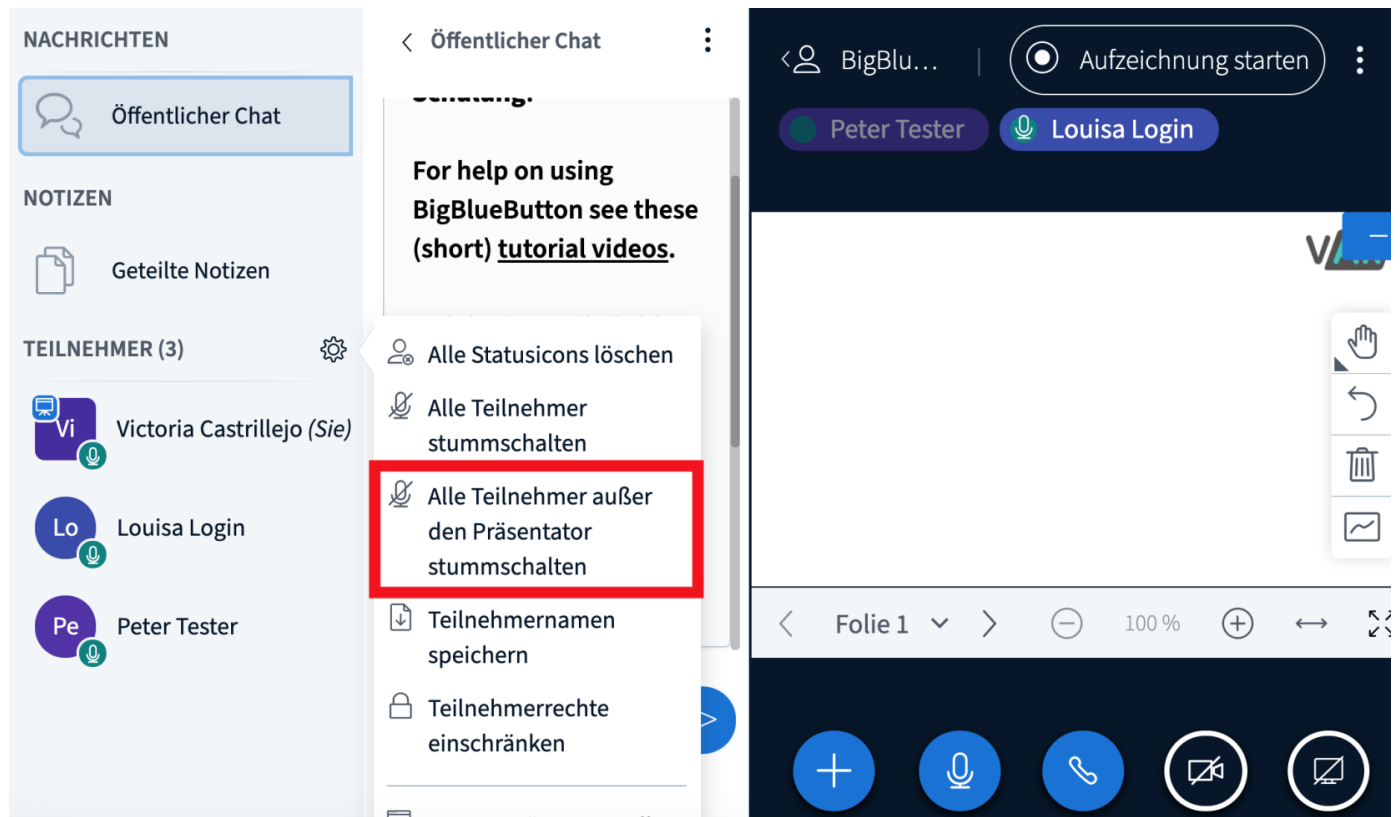 NACHRICHTEN
Öffentlicher Chat
NOTIZEN
Geteilte Notizen
TEILNEHMER (3)
Vi
Victoria Castrillejo (Sie)
Lo
Louisa Login
Pe
Peter Tester
Öffentlicher Chat
Schulung!
For help on using
BigBlueButton see these
(short) tutorial videos.
Alle Statusicons löschen
Alle Teilnehmer
stummschalten
Alle Teilnehmer außer
den Präsentator
stummschalten
Teilnehmernamen
speichern
Teilnehmerrechte
einschränken
BigBlu…
Aufzeichnung starten
Peter Tester
Louisa Login
Folie 1
100 %